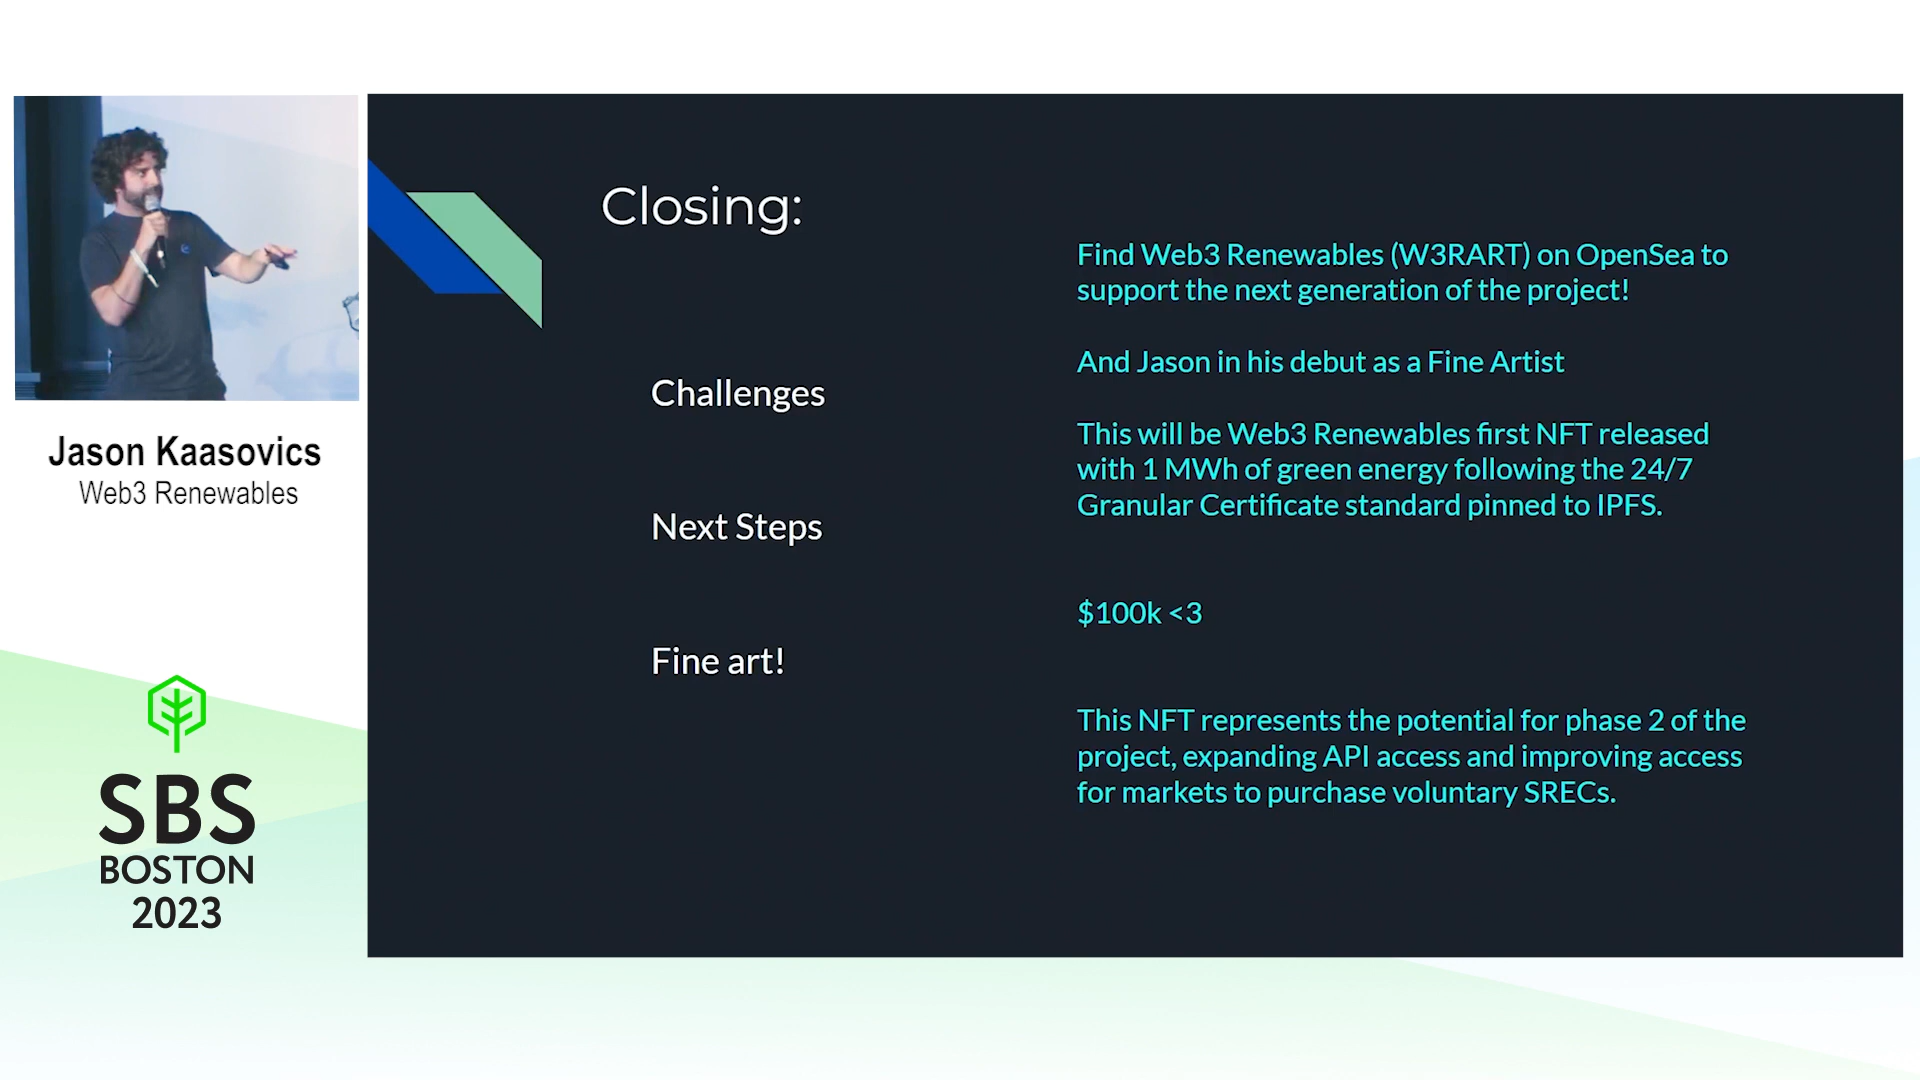 Jason Kaasovics
Web3 Renewables
SBS
BOSTON
2023
Closing:
Challenges
Next Steps
Fine art!
Find Web3 Renewables (W3RART) on OpenSea to
support the next generation of the project!
And Jason in his debut as a Fine Artist
This will be Web3 Renewables first NFT released
with 1 MWh of green energy following the 24/7
Granular Certificate standard pinned to IPFS.
$100k <3
This NFT represents the potential for phase 2 of the
project, expanding API access and improving access
for markets to purchase voluntary SRECs.